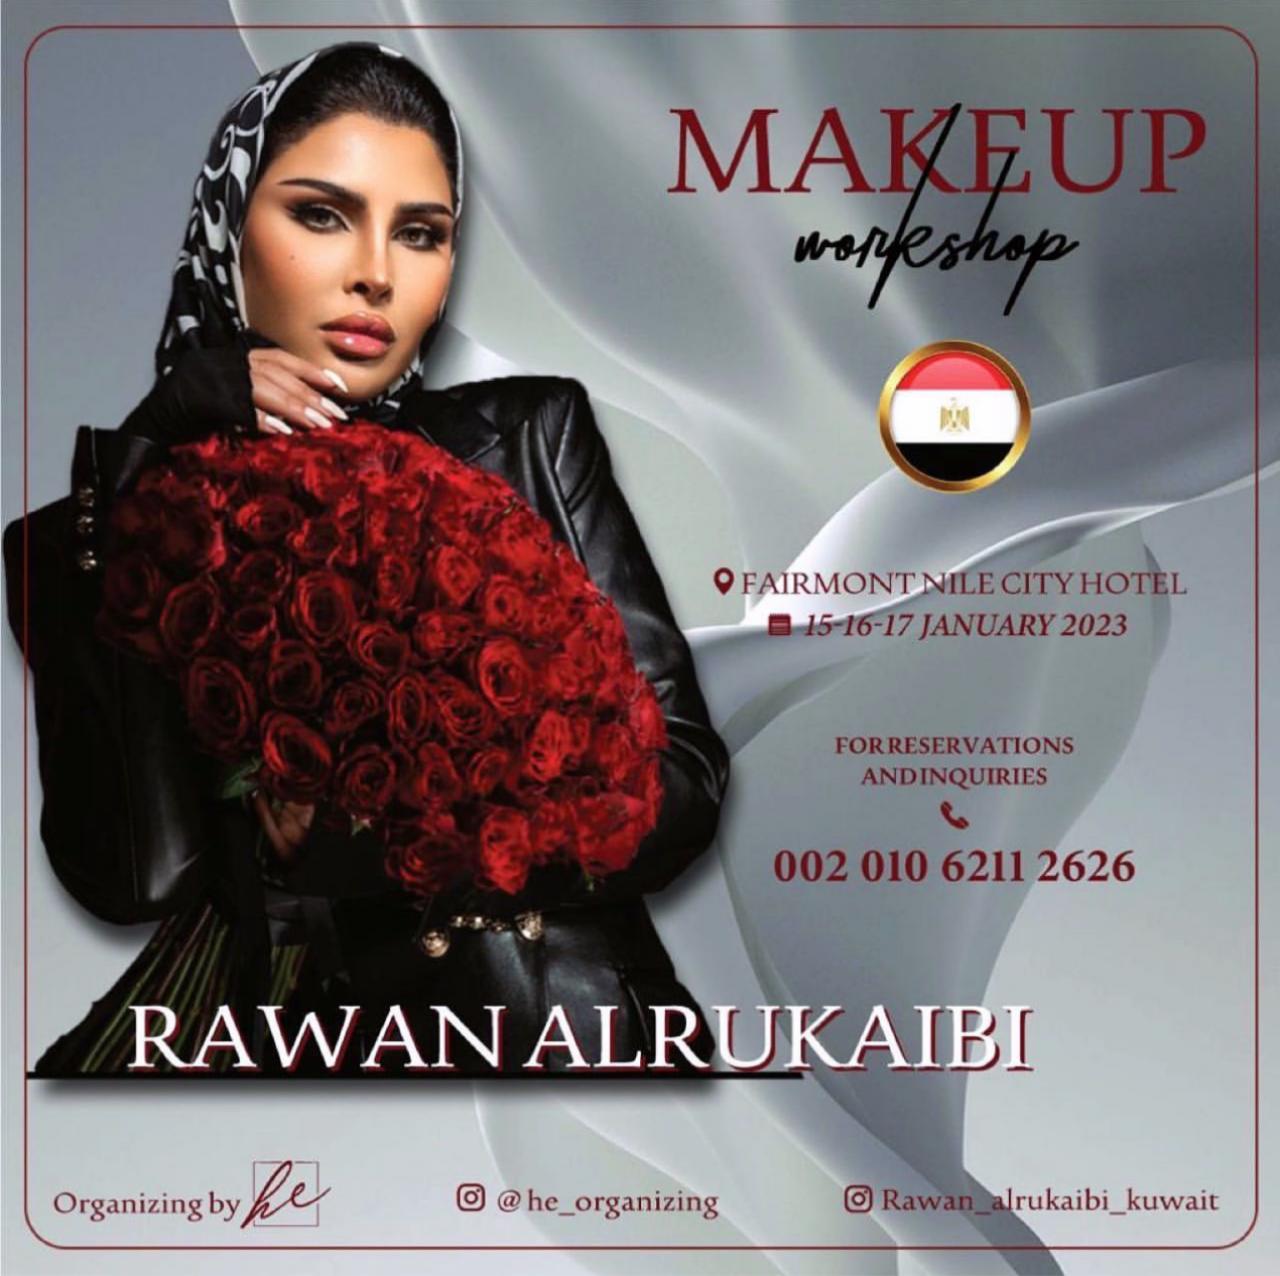 MAKEUP
workshop
FAIRMONT NILE CITY HOTEL
15-16-17 JANUARY 2023
FOR RESERVATIONS
AND INQUIRIES
002 010 6211 2626
RAWAN ALRUKAIBI
Organizing by he
@he_organizing
Rawan_alrukaibi_kuwait